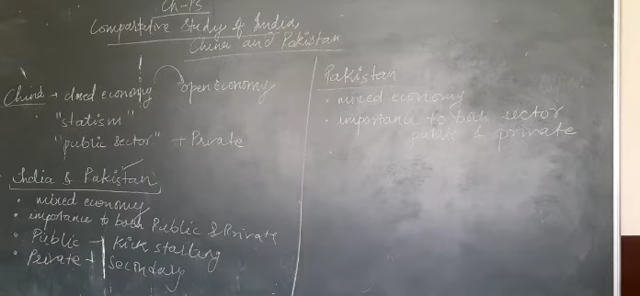 Ch-15
Comparative Study of India,
China and Pakistan
China → closed economy open economy
"statism"
"public sector" + Private
India & Pakistan
• mixed economy
• importance to both Public & Private
• Public → kick starting
• Private → secondary
Pakistan
• mixed economy
• importance to both sector
public & private